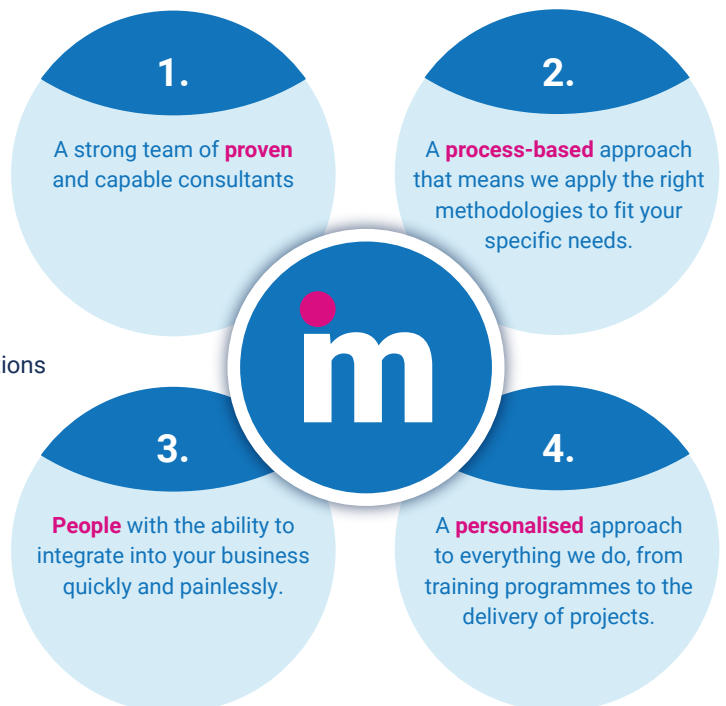 1.
A strong team of proven
and capable consultants
2.
A process-based approach
that means we apply the right
methodologies to fit your
specific needs.
im
tions
3.
People with the ability to
integrate into your business
quickly and painlessly.
4.
A personalised approach
to everything we do, from
training programmes to the
delivery of projects.